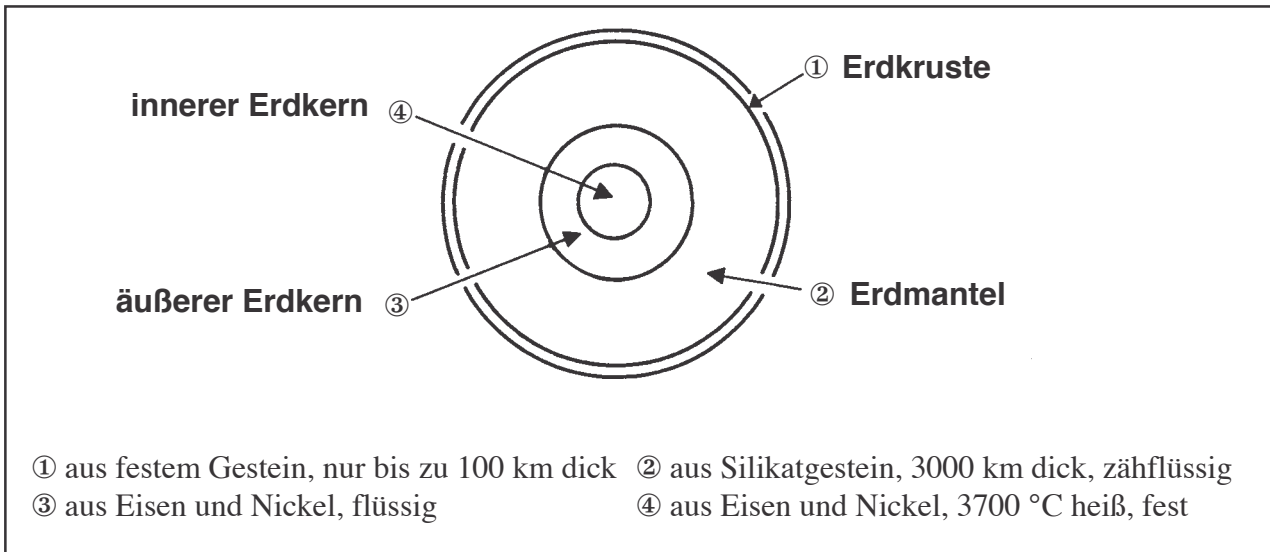 ① Erdkruste
innerer Erdkern ④
äußerer Erdkern ③
② Erdmantel
① aus festem Gestein, nur bis zu 100 km dick ② aus Silikatgestein, 3000 km dick, zähflüssig
③ aus Eisen und Nickel, flüssig ④ aus Eisen und Nickel, 3700 °C heiß, fest